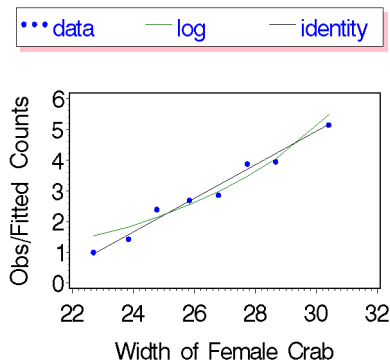 data log identity
Obs/Fitted Counts
6
5
4
3
2
1
0
22 24 26 28 30 32
Width of Female Crab